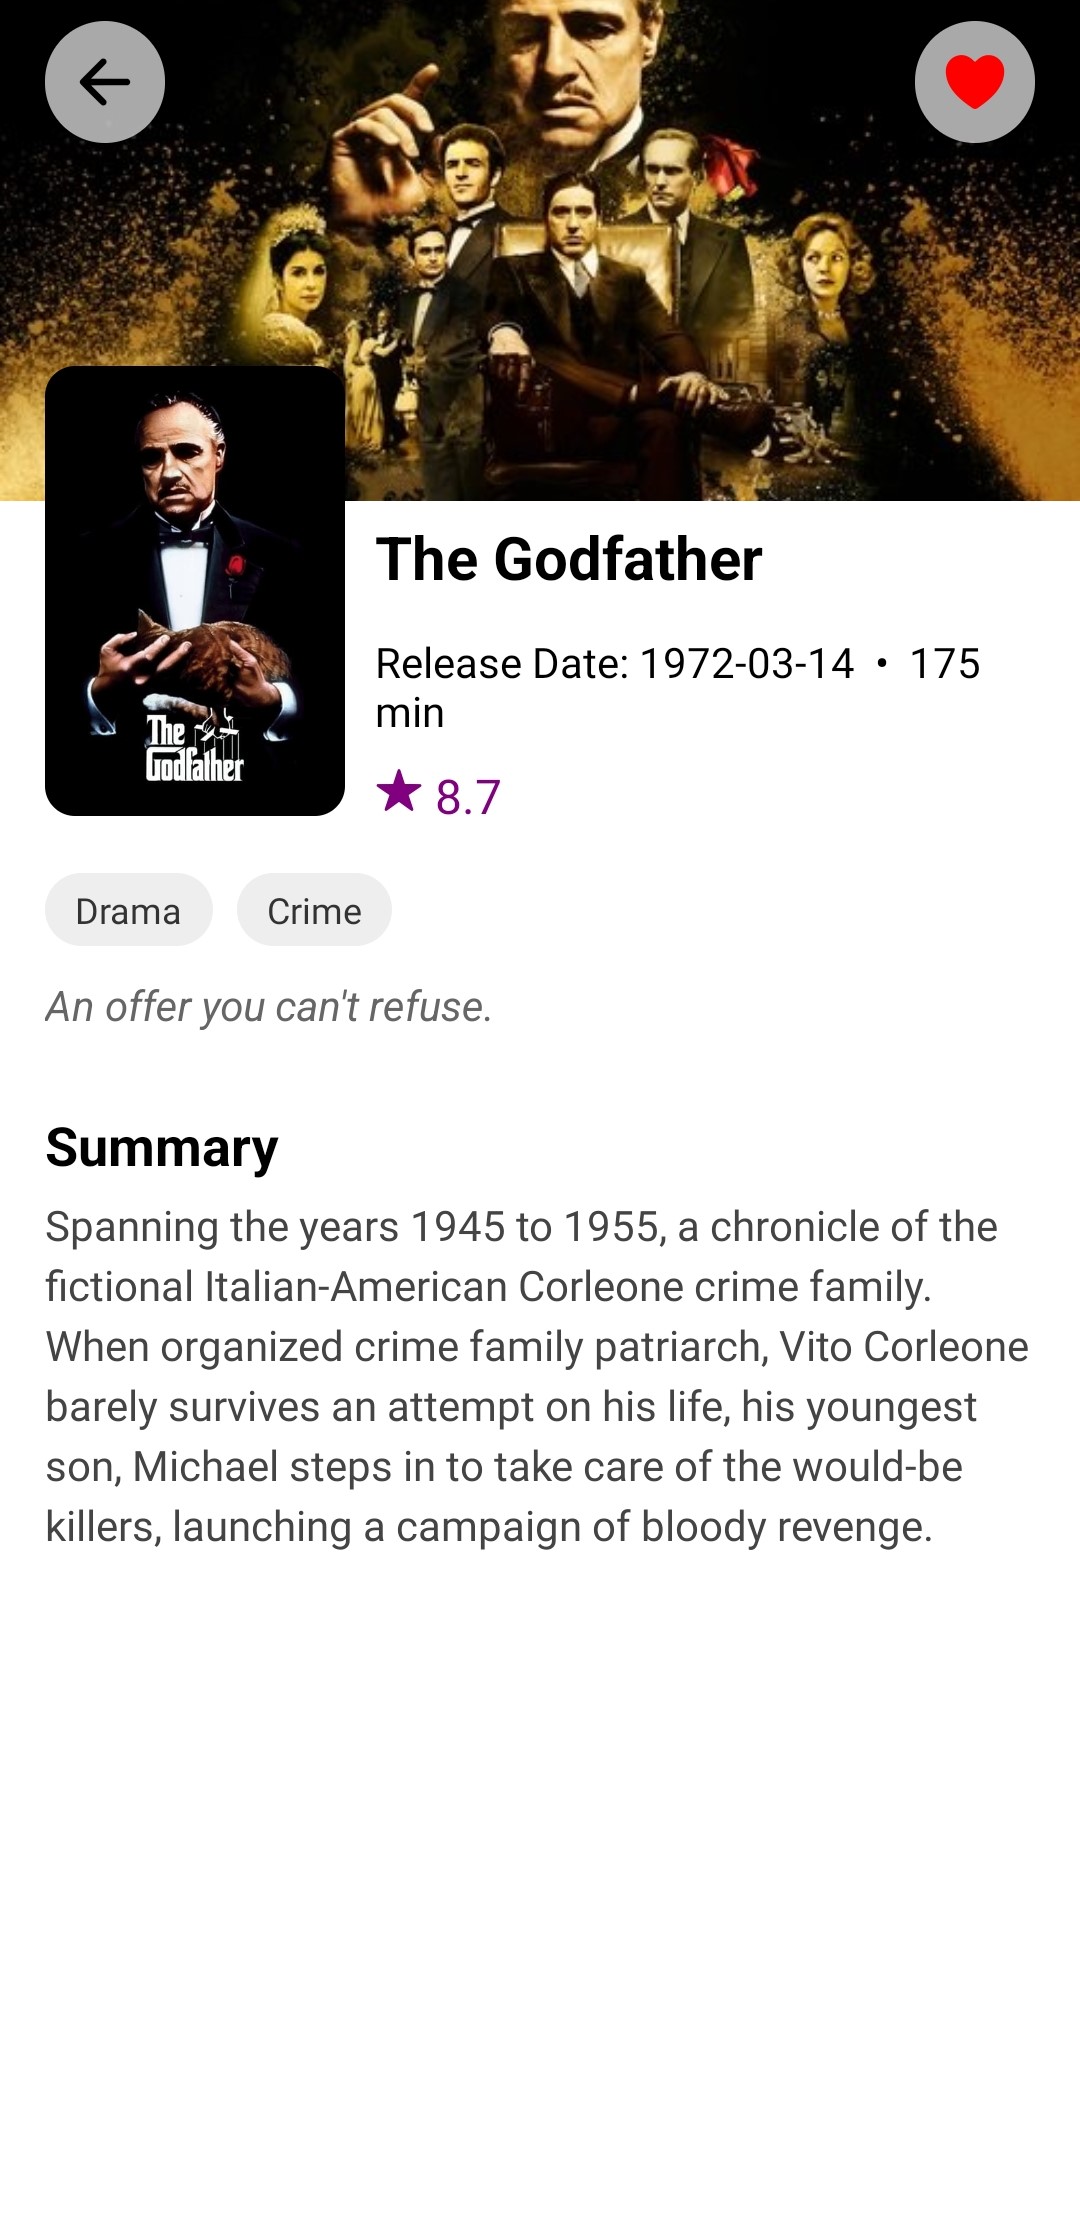 The
Godfather
The Godfather
Release Date: 1972-03-14 • 175
min
8.7
Drama Crime
An offer you can't refuse.
Summary
Spanning the years 1945 to 1955, a chronicle of the
fictional Italian-American Corleone crime family.
When organized crime family patriarch, Vito Corleone
barely survives an attempt on his life, his youngest
son, Michael steps in to take care of the would-be
killers, launching a campaign of bloody revenge.